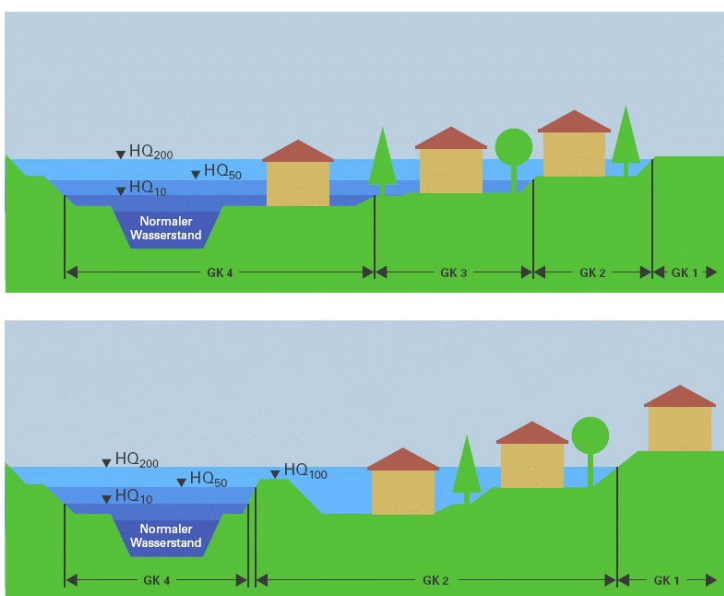 HQ200
HQ50
HQ10
Normaler
Wasserstand
GK 4
GK 3
GK 2
GK 1
HQ200
HQ50
HQ100
HQ10
Normaler
Wasserstand
GK 4
GK 2
GK 1